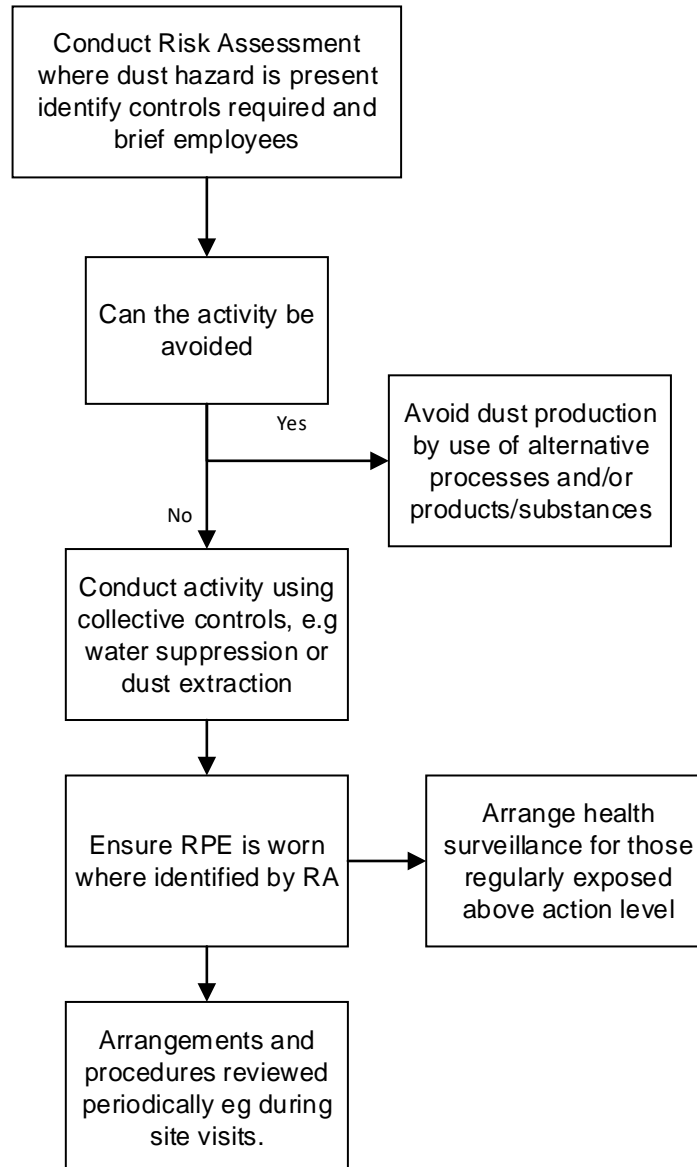 Conduct Risk Assessment
where dust hazard is present
identify controls required and
brief employees
Can the activity be
avoided
Yes
Avoid dust production
by use of alternative
processes and/or
products/substances
No
Conduct activity using
collective controls, e.g
water suppression or
dust extraction
Ensure RPE is worn
where identified by RA
Arrange health
surveillance for those
regularly exposed
above action level
Arrangements and
procedures reviewed
periodically eg during
site visits.